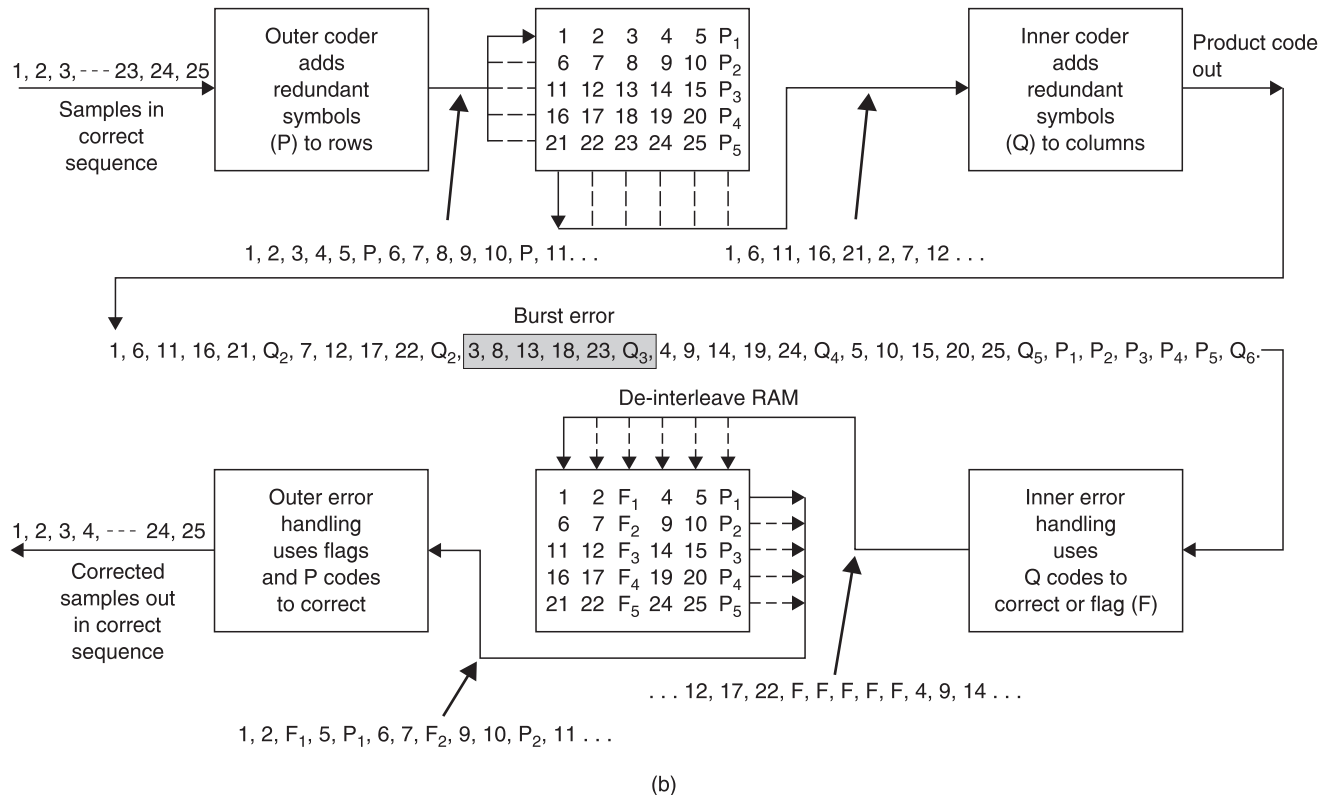 1, 2, 3, --- 23, 24, 25
Samples in
correct
sequence
Outer coder
adds
redundant
symbols
(P) to rows
1 2 3 4 5 P₁
6 7 8 9 10 P₂
11 12 13 14 15 P₃
16 17 18 19 20 P₄
21 22 23 24 25 P₅
Inner coder
adds
redundant
symbols
(Q) to columns
Product code
out
1, 2, 3, 4, 5, P, 6, 7, 8, 9, 10, P, 11. . .
1, 6, 11, 16, 21, 2, 7, 12 . . .
Burst error
1, 6, 11, 16, 21, Q₂, 7, 12, 17, 22, Q₂, 3, 8, 13, 18, 23, Q₃, 4, 9, 14, 19, 24, Q₄, 5, 10, 15, 20, 25, Q₅, P₁, P₂, P₃, P₄, P₅, Q₆.
De-interleave RAM
1, 2, 3, 4, --- 24, 25
Corrected
samples out
in correct
sequence
Outer error
handling
uses flags
and P codes
to correct
1 2 F₁ 4 5 P₁
6 7 F₂ 9 10 P₂
11 12 F₃ 14 15 P₃
16 17 F₄ 19 20 P₄
21 22 F₅ 24 25 P₅
Inner error
handling
uses
Q codes to
correct or flag (F)
. . . 12, 17, 22, F, F, F, F, F, 4, 9, 14 . . .
1, 2, F₁, 5, P₁, 6, 7, F₂, 9, 10, P₂, 11 . . .
(b)